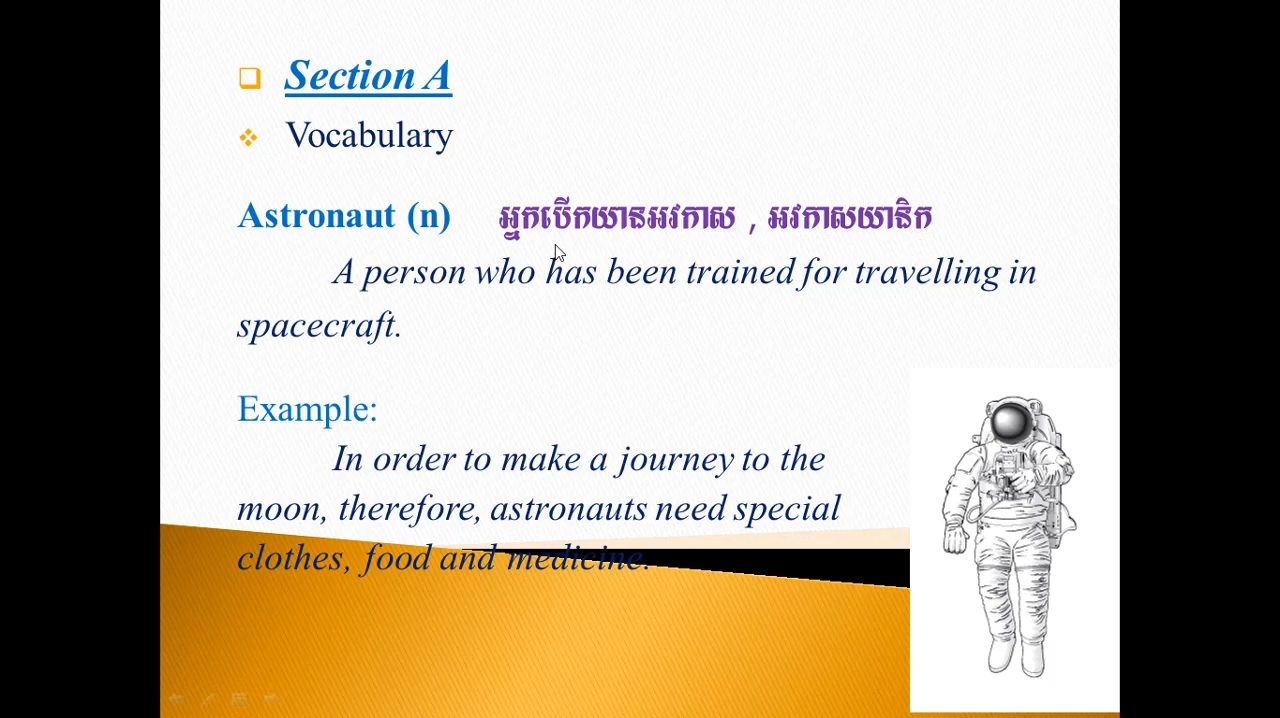 Section A
Vocabulary
Astronaut (n) អ្នកបើកយានអវកាស , អវកាសយានិក
A person who has been trained for travelling in
spacecraft.
Example:
In order to make a journey to the
moon, therefore, astronauts need special
clothes, food and medicine.